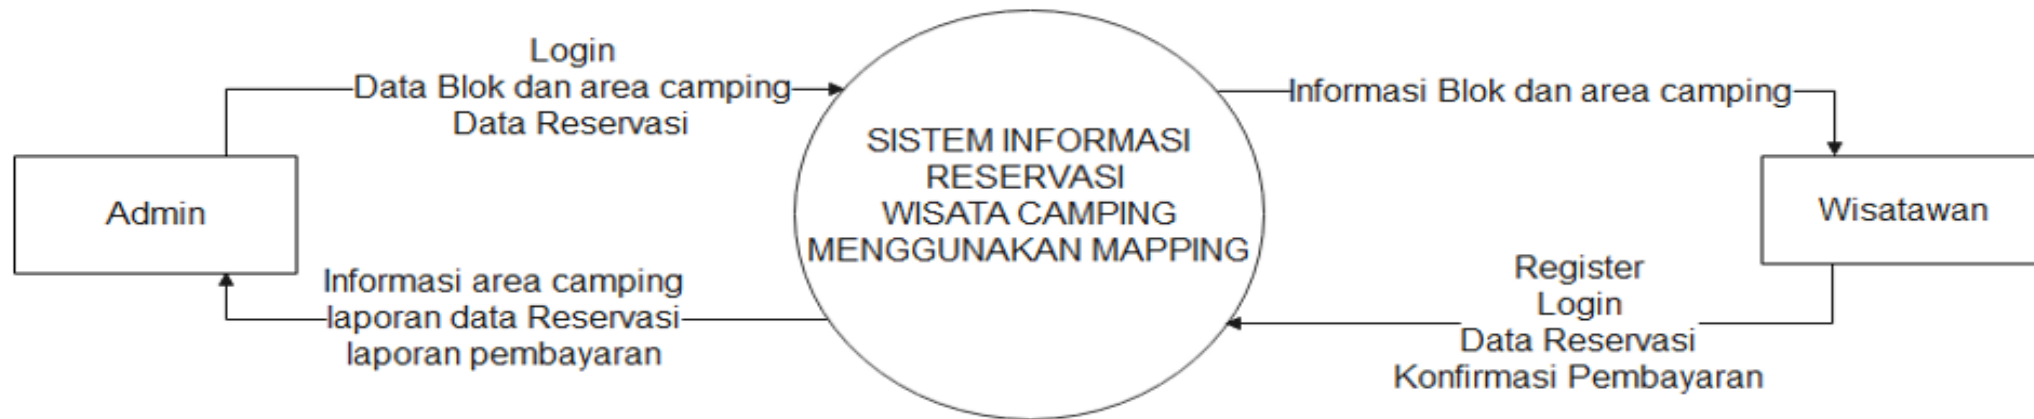 Login
Data Blok dan area camping
Data Reservasi
Admin
Informasi area camping
laporan data Reservasi
laporan pembayaran
SISTEM INFORMASI
RESERVASI
WISATA CAMPING
MENGGUNAKAN MAPPING
Informasi Blok dan area camping
Wisatawan
Register
Login
Data Reservasi
Konfirmasi Pembayaran